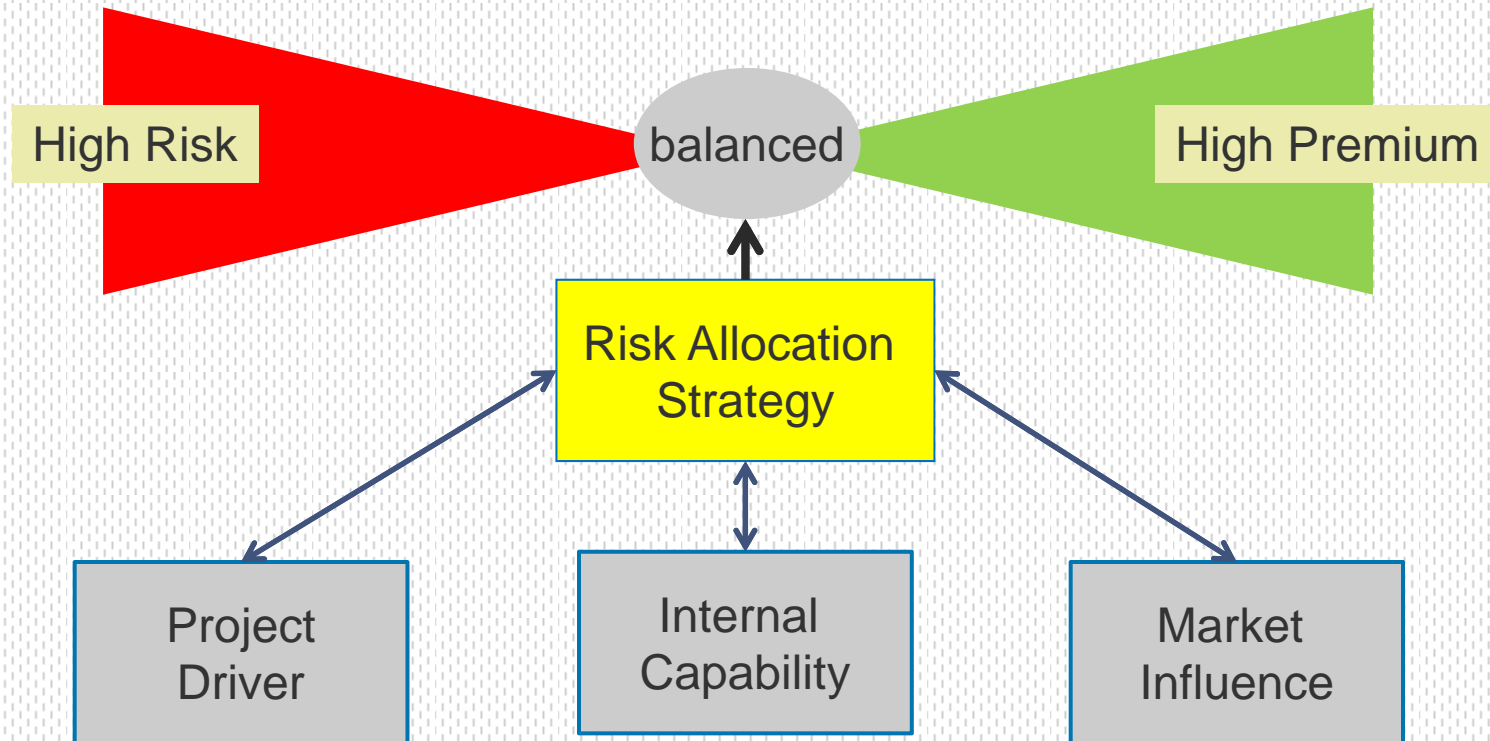 High Risk
balanced
High Premium
Risk Allocation
Strategy
Project
Driver
Internal
Capability
Market
Influence